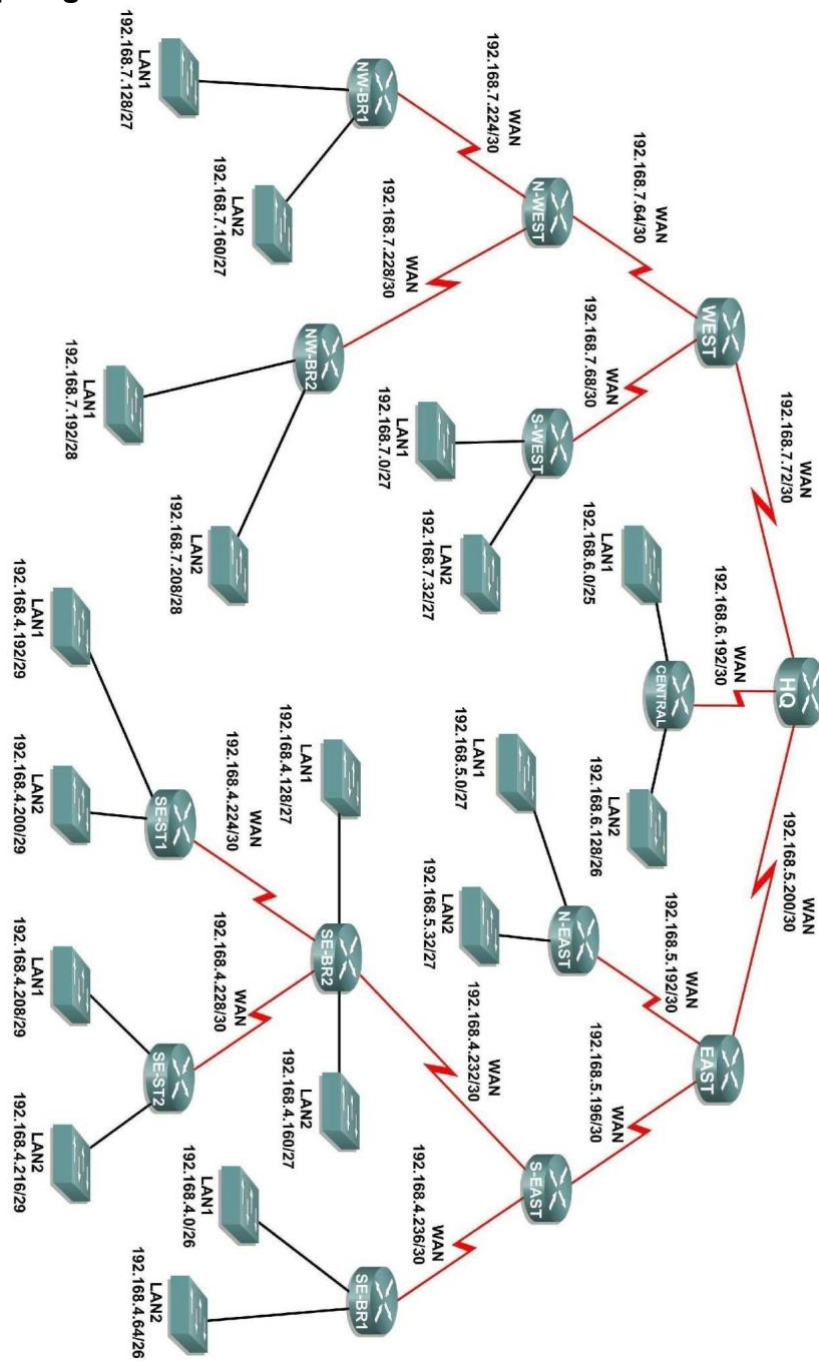 HQ
WAN
192.168.7.72/30
WAN
192.168.6.192/30
WAN
192.168.5.200/30
WEST
CENTRAL
LAN1
192.168.6.0/25
LAN2
192.168.6.128/26
EAST
WAN
192.168.7.64/30
WAN
192.168.7.68/30
WAN
192.168.5.192/30
WAN
192.168.5.196/30
N-WEST
S-WEST
LAN1
192.168.7.0/27
LAN2
192.168.7.32/27
N-EAST
LAN1
192.168.5.0/27
LAN2
192.168.5.32/27
S-EAST
WAN
192.168.7.224/30
WAN
192.168.7.228/30
WAN
192.168.4.232/30
WAN
192.168.4.236/30
NW-BR1
LAN1
192.168.7.128/27
LAN2
192.168.7.160/27
NW-BR2
LAN1
192.168.7.192/28
LAN2
192.168.7.208/28
SE-BR2
LAN1
192.168.4.128/27
LAN2
192.168.4.160/27
SE-BR1
LAN1
192.168.4.0/26
LAN2
192.168.4.64/26
WAN
192.168.4.224/30
WAN
192.168.4.228/30
SE-ST1
LAN1
192.168.4.192/29
LAN2
192.168.4.200/29
SE-ST2
LAN1
192.168.4.208/29
LAN2
192.168.4.216/29